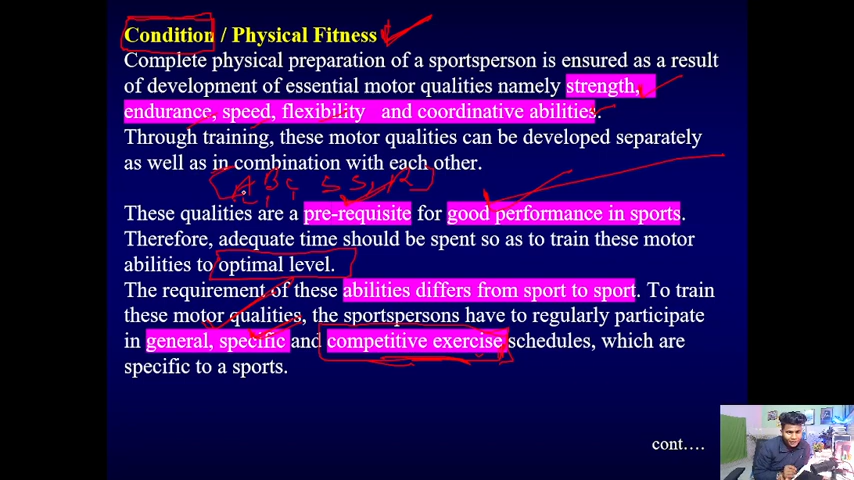 Condition / Physical Fitness
Complete physical preparation of a sportsperson is ensured as a result
of development of essential motor qualities namely strength,
endurance, speed, flexibility and coordinative abilities.
Through training, these motor qualities can be developed separately
as well as in combination with each other.
These qualities are a pre-requisite for good performance in sports.
Therefore, adequate time should be spent so as to train these motor
abilities to optimal level.
The requirement of these abilities differs from sport to sport. To train
these motor qualities, the sportspersons have to regularly participate
in general, specific and competitive exercise schedules, which are
specific to a sports.
cont....